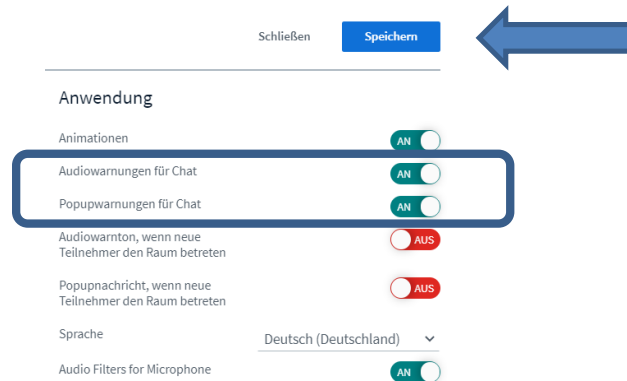 Schließen Speichern
Anwendung
Animationen AN
Audiowarnungen für Chat AN
Popupwarnungen für Chat AN
Audiowarnton, wenn neue AUS
Teilnehmer den Raum betreten
Popupnachricht, wenn neue AUS
Teilnehmer den Raum betreten
Sprache Deutsch (Deutschland)
Audio Filters for Microphone AN